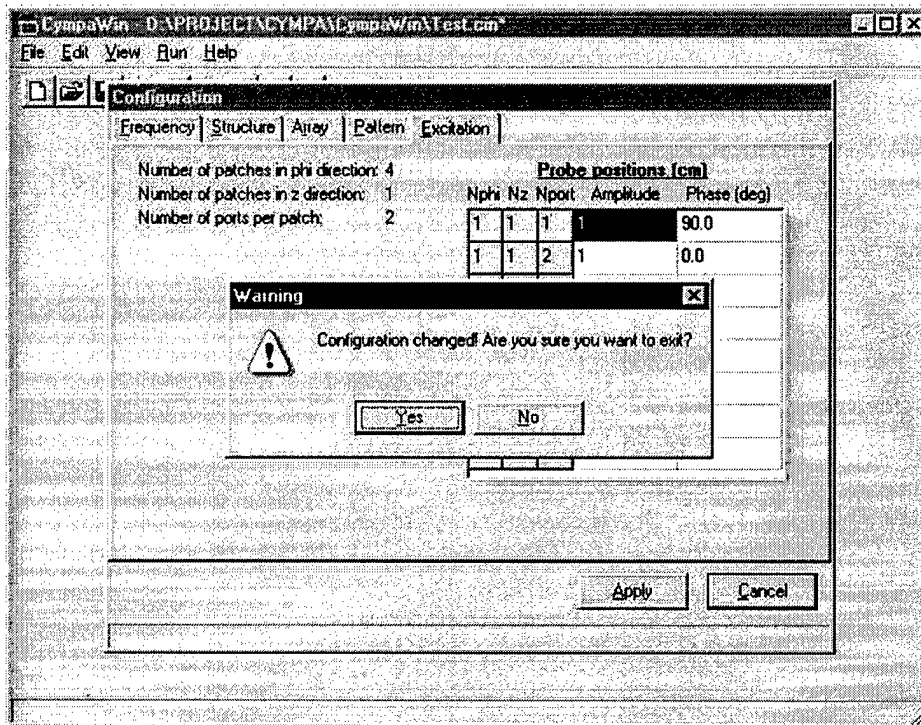 CympaWin - D:\PROJECT\CYMPA\CympaWin\Test.cin*
File Edit View Run Help
Configuration
Frequency Structure Array Pattern Excitation
Number of patches in phi direction: 4
Number of patches in z direction: 1
Number of ports per patch: 2
Probe positions (cm)
Nphi Nz Nport Amplitude Phase (deg)
1 1 1 1 90.0
1 1 2 1 0.0
Warning
Configuration changed! Are you sure you want to exit?
Yes No
Apply Cancel